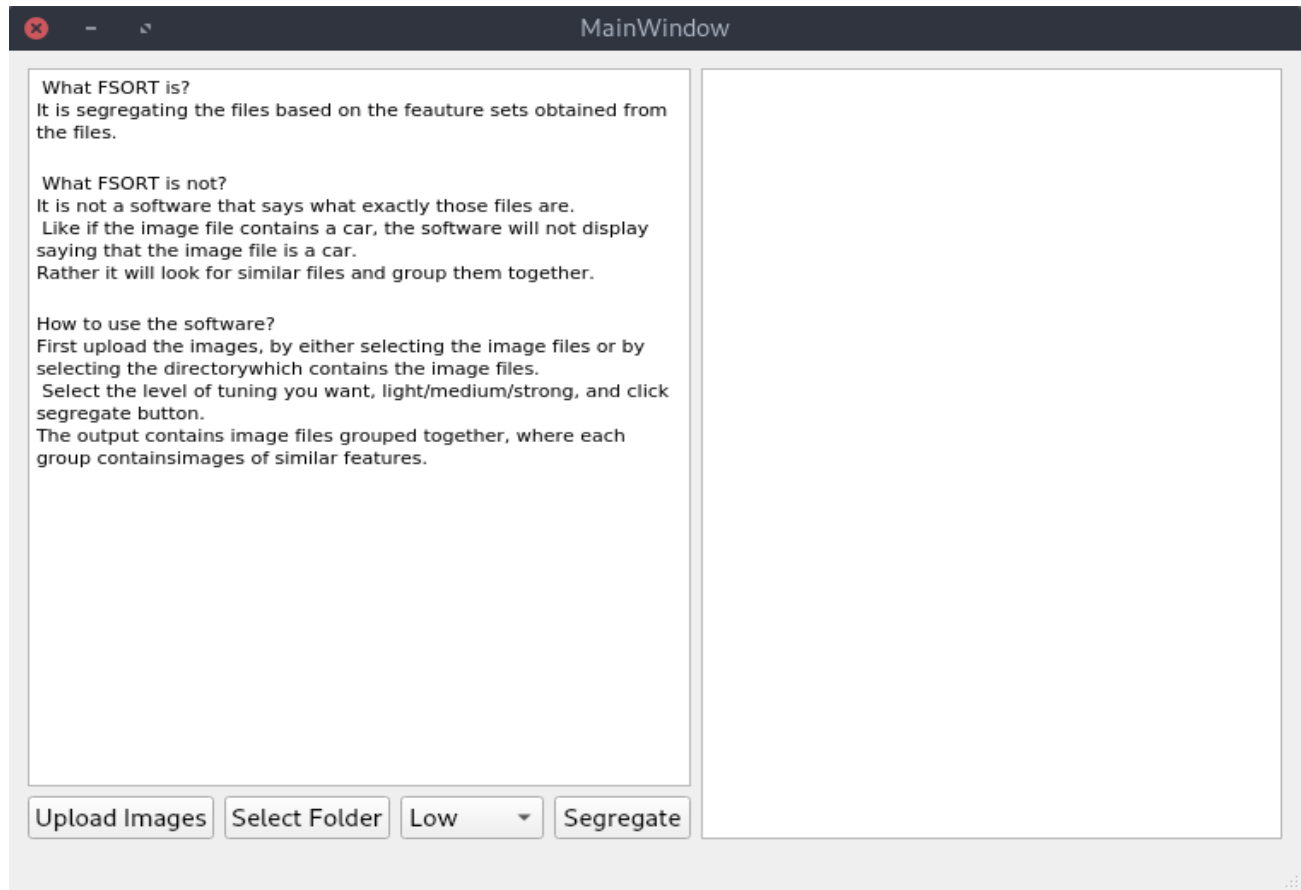 MainWindow
What FSORT is?
It is segregating the files based on the feauture sets obtained from
the files.
What FSORT is not?
It is not a software that says what exactly those files are.
Like if the image file contains a car, the software will not display
saying that the image file is a car.
Rather it will look for similar files and group them together.
How to use the software?
First upload the images, by either selecting the image files or by
selecting the directorywhich contains the image files.
Select the level of tuning you want, light/medium/strong, and click
segregate button.
The output contains image files grouped together, where each
group containsimages of similar features.
Upload Images Select Folder Low Segregate